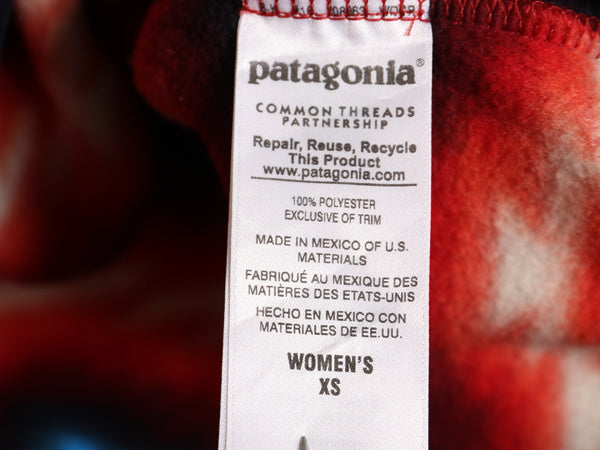 patagonia®
COMMON THREADS
PARTNERSHIP
Repair, Reuse, Recycle
This Product
www.patagonia.com
100% POLYESTER
EXCLUSIVE OF TRIM
MADE IN MEXICO OF U.S.
MATERIALS
FABRIQUÉ AU MEXIQUE DES
MATIÈRES DES ETATS-UNIS
HECHO EN MEXICO CON
MATERIALES DE EE.UU.
WOMEN'S
XS